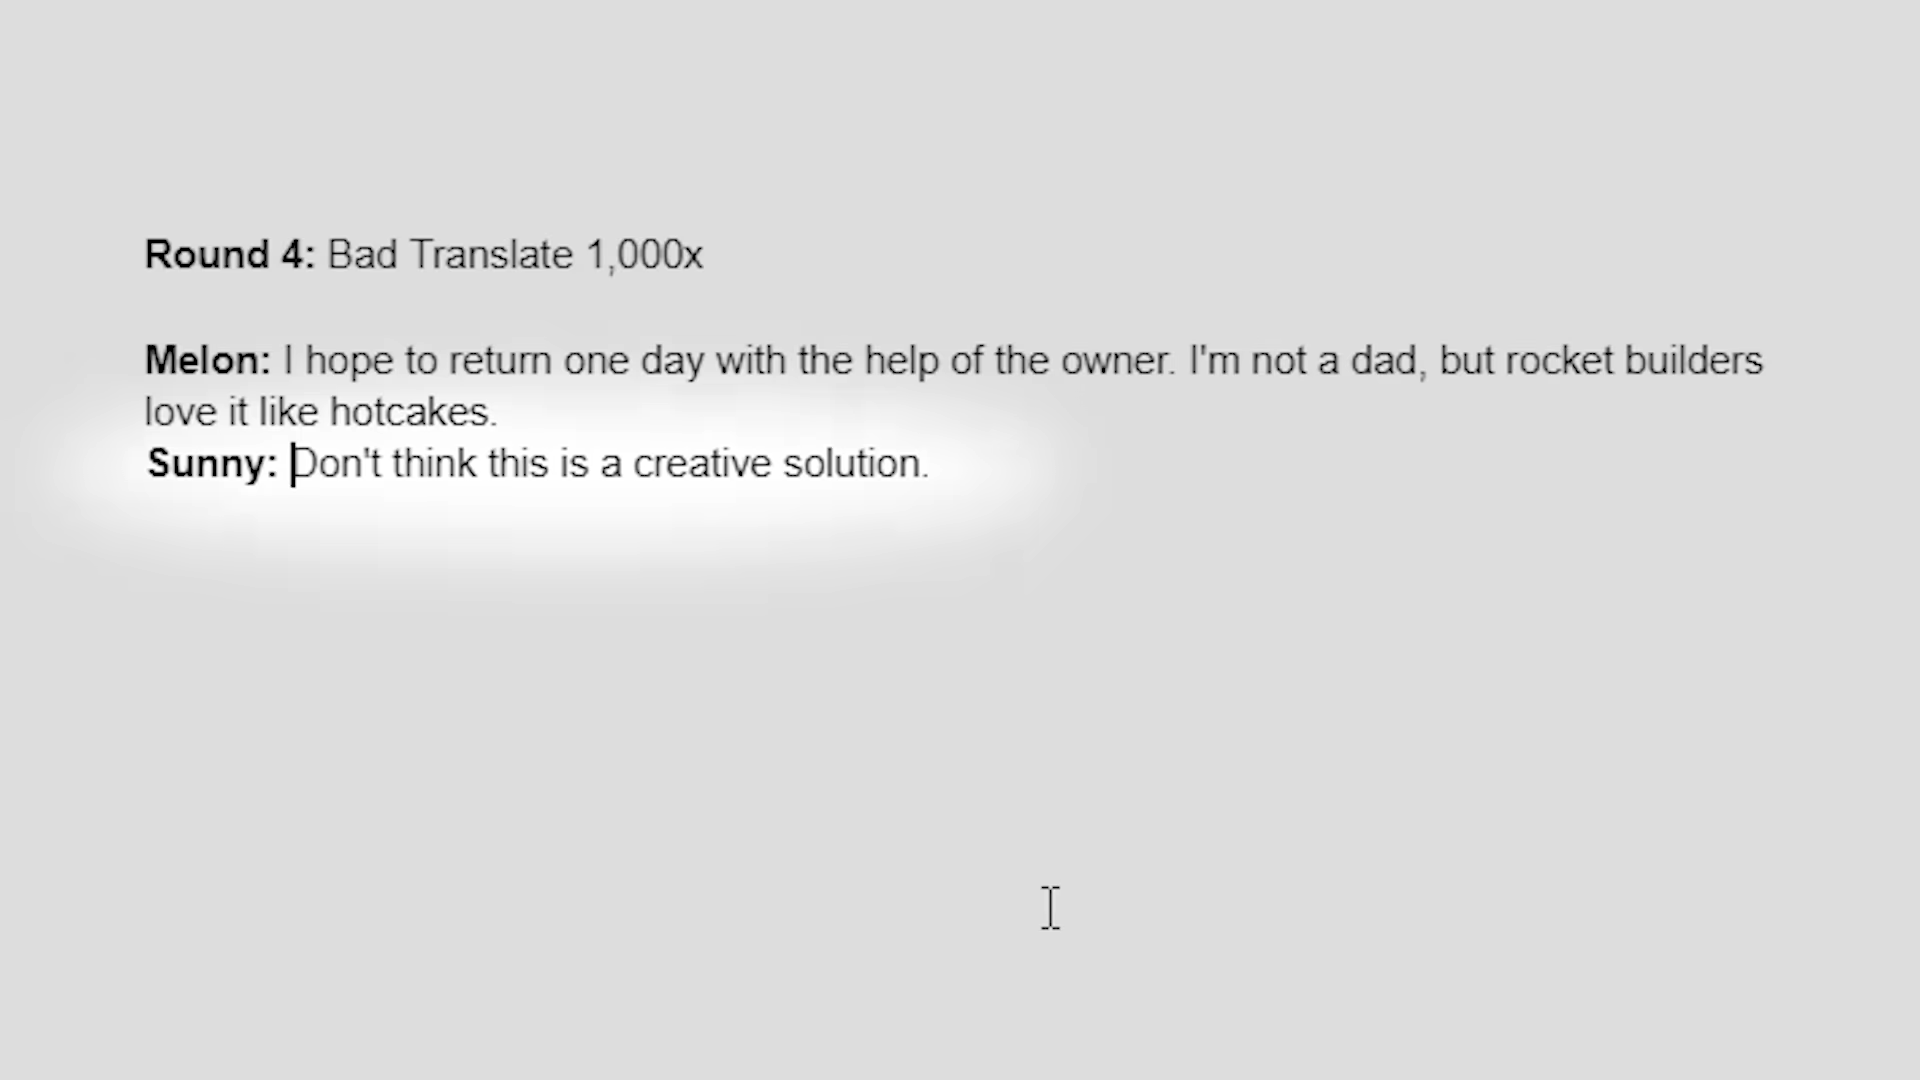 Round 4: Bad Translate 1,000x
Melon: I hope to return one day with the help of the owner. I'm not a dad, but rocket builders
love it like hotcakes.
Sunny: Don't think this is a creative solution.